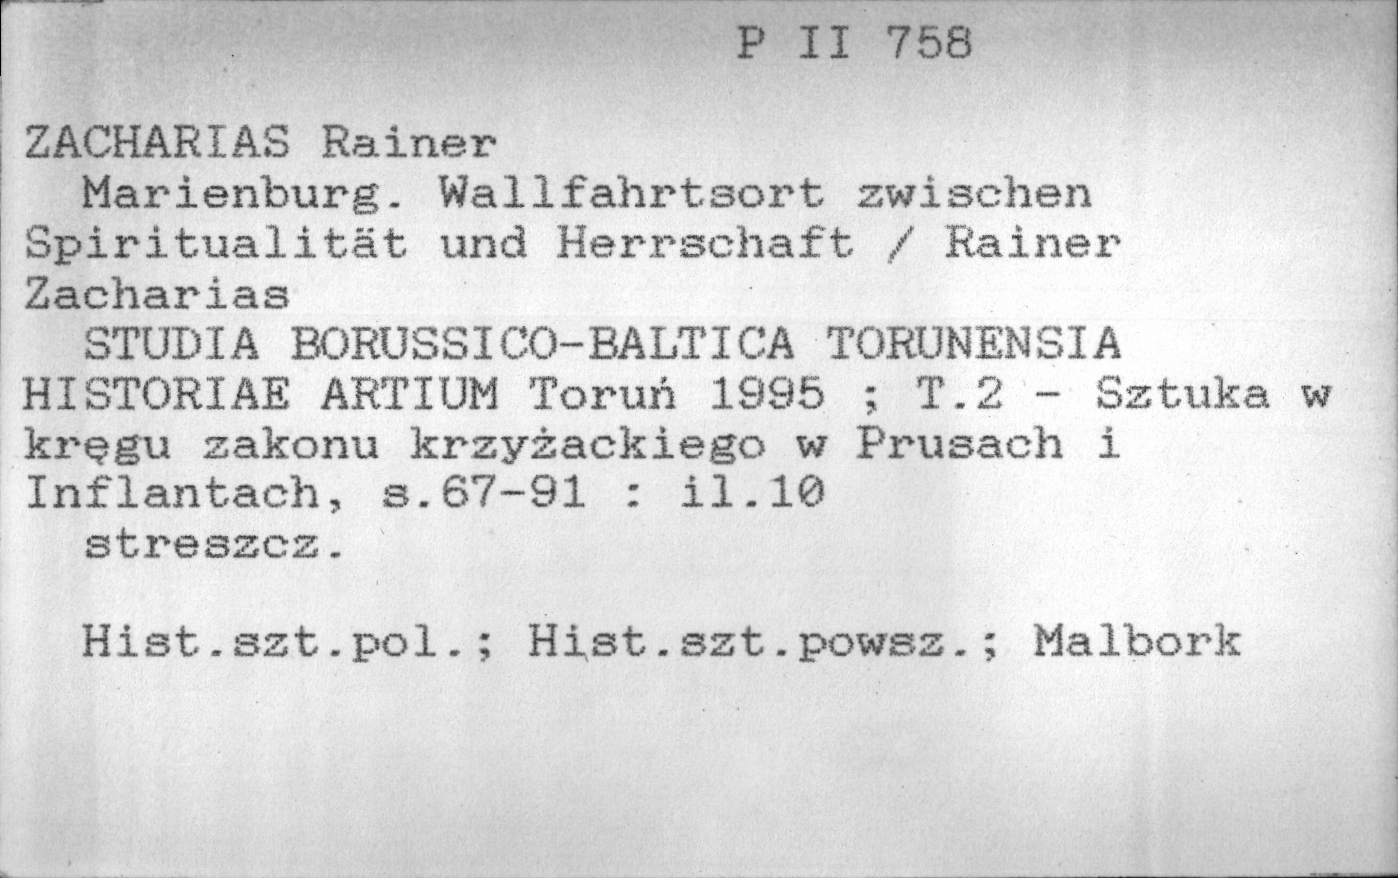 P II 758
ZACHARIAS Rainer
Marienburg. Wallfahrtsort zwischen
Spiritualität und Herrschaft / Rainer
Zacharias
STUDIA BORUSSICO-BALTICA TORUNENSIA
HISTORIAE ARTIUM Toruń 1995 ; T.2 - Sztuka w
kręgu zakonu krzyżackiego w Prusach i
Inflantach, s.67-91 : il.10
streszcz.
Hist.szt.pol.; Hist.szt.powsz.; Malbork